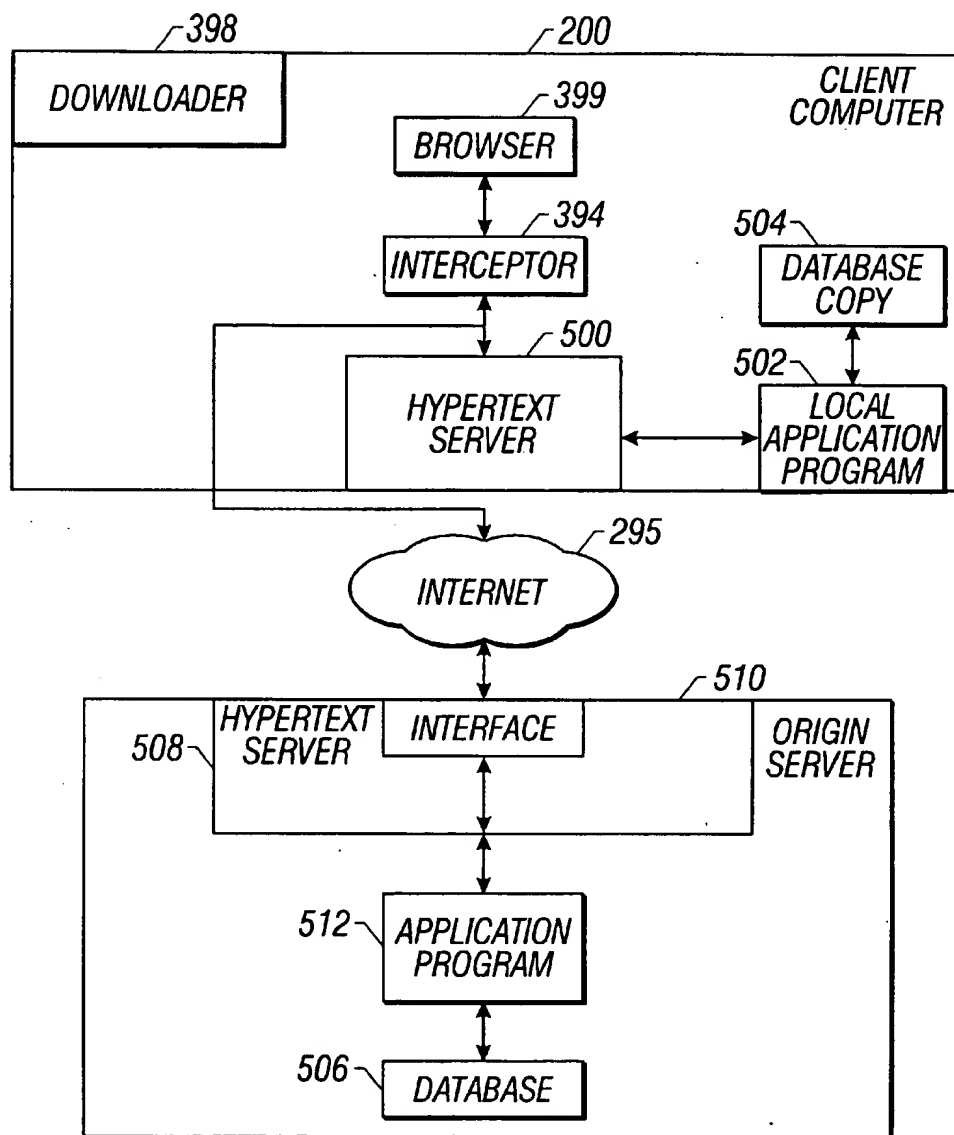 398
200
DOWNLOADER
CLIENT
COMPUTER
399
BROWSER
394
INTERCEPTOR
504
DATABASE
COPY
500
HYPERTEXT
SERVER
502
LOCAL
APPLICATION
PROGRAM
295
INTERNET
510
HYPERTEXT
SERVER
INTERFACE
ORIGIN
SERVER
508
512
APPLICATION
PROGRAM
506
DATABASE